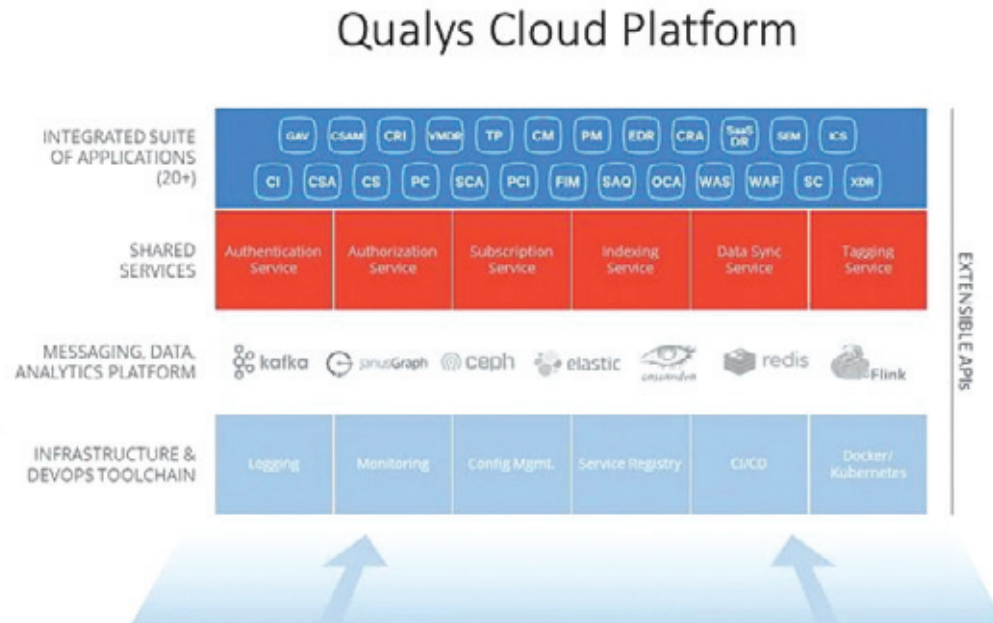 Qualys Cloud Platform
INTEGRATED SUITE
OF APPLICATIONS
(20+)
GAV CSAM CRI VMDR TP CM PM EDR CRA SaaS DR SEM ICS
CI CSA CS PC SCA PCI FIM SAQ OCA WAS WAF SC XDR
SHARED
SERVICES
Authentication Service
Authorization Service
Subscription Service
Indexing Service
Data Sync Service
Tagging Service
MESSAGING, DATA,
ANALYTICS PLATFORM
kafka JanusGraph ceph elastic cassandra redis Flink
INFRASTRUCTURE &
DEVOPS TOOLCHAIN
Logging Monitoring Config Mgmt. Service Registry CI/CD Docker/ Kubernetes
EXTENSIBLE APIs